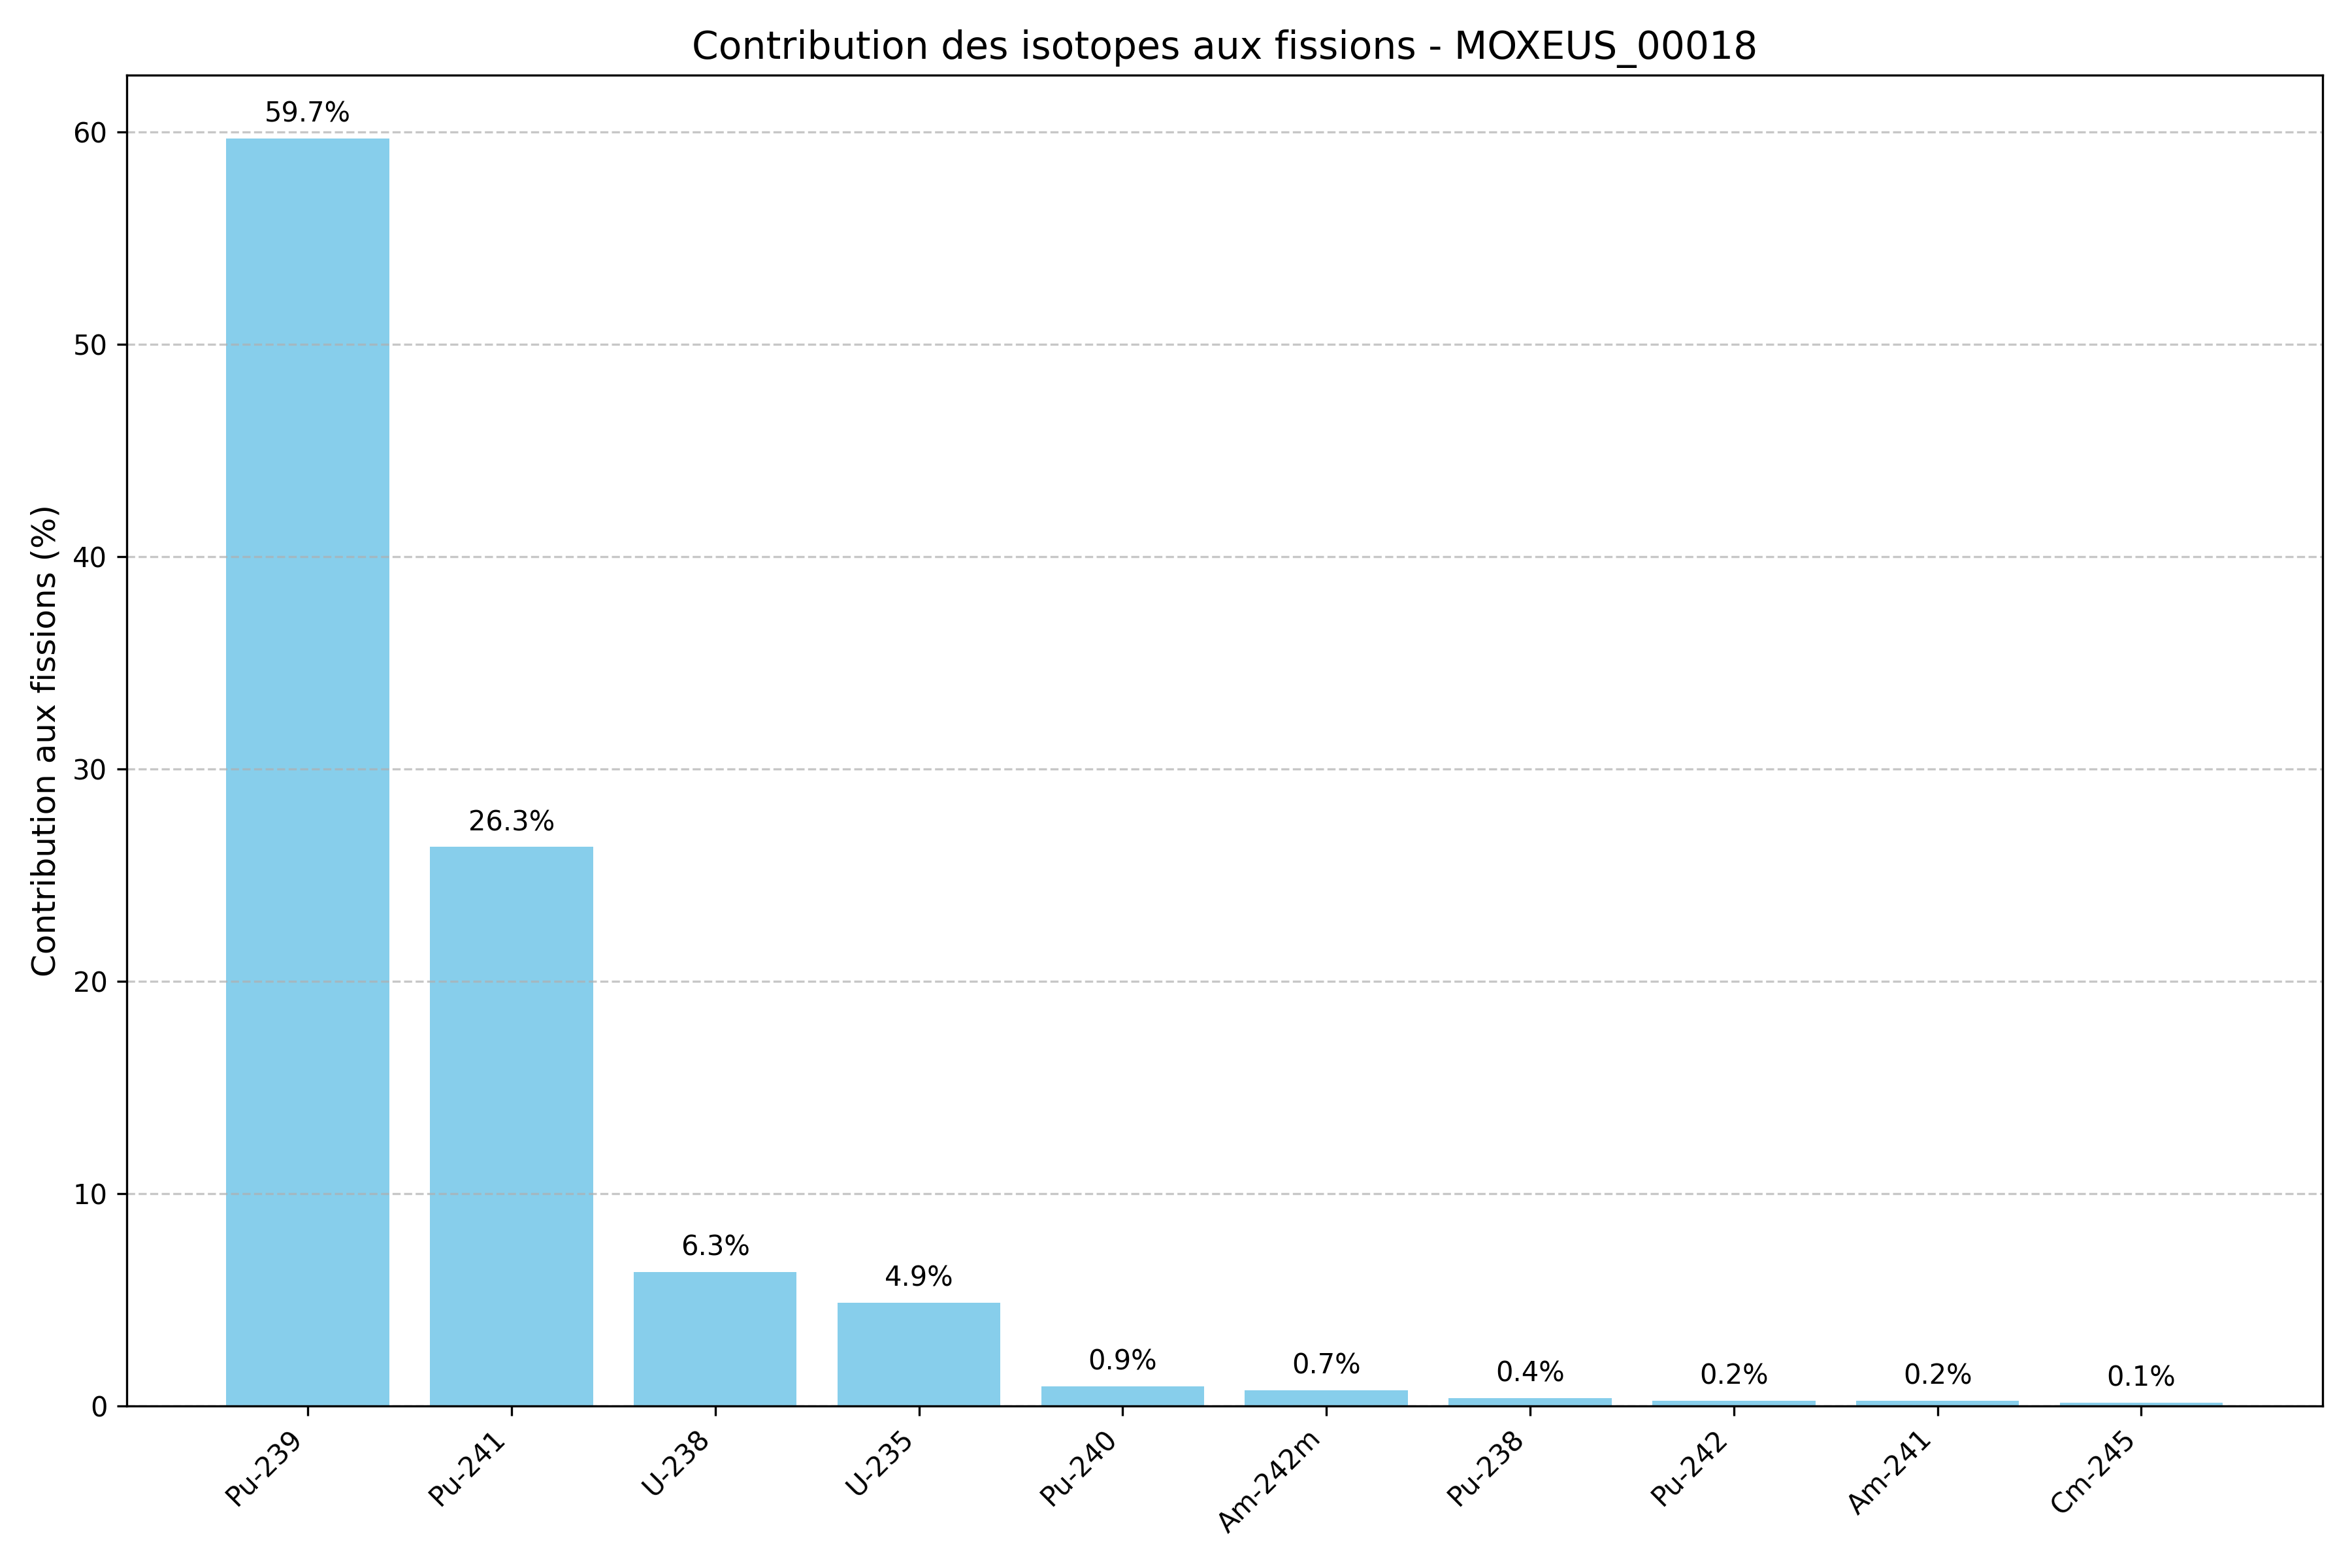 Contribution des isotopes aux fissions - MOXEUS_00018
Contribution aux fissions (%)
60
50
40
30
20
10
0
59.7%
26.3%
6.3%
4.9%
0.9%
0.7%
0.4%
0.2%
0.2%
0.1%
Pu-239
Pu-241
U-238
U-235
Pu-240
Am-242m
Pu-238
Pu-242
Am-241
Cm-245